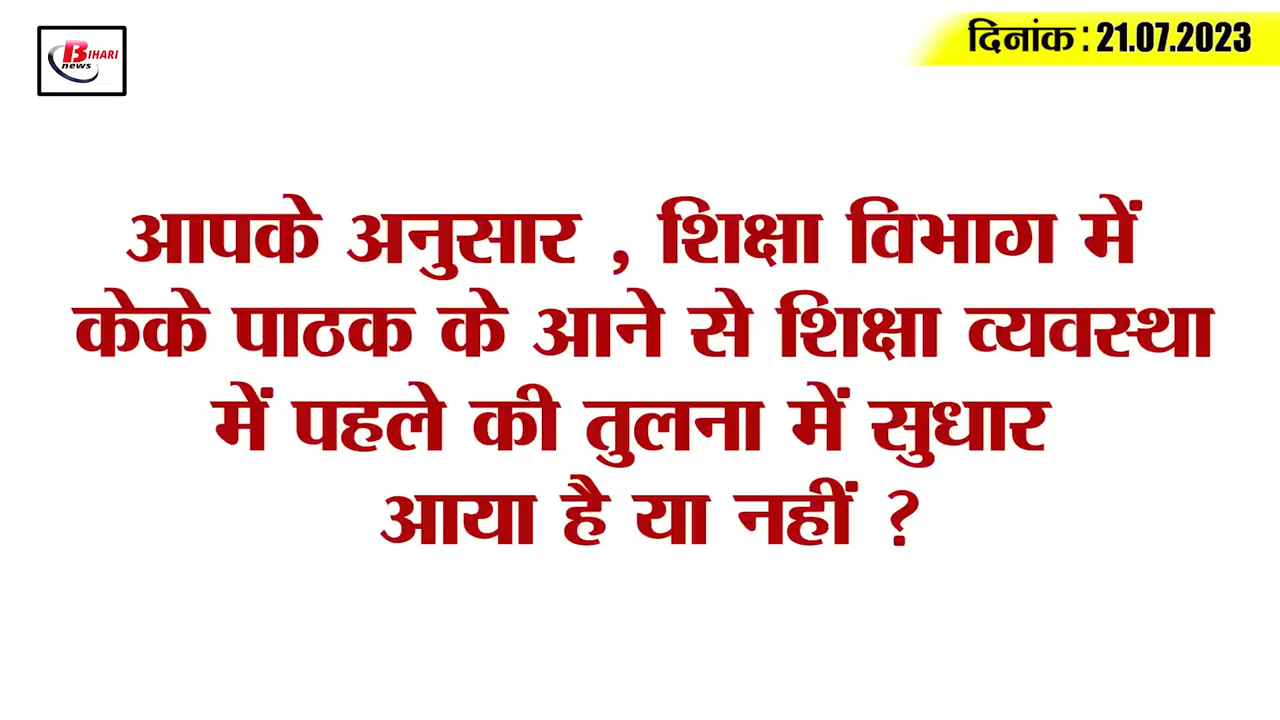 BIHARI
news
दिनांक : 21.07.2023
आपके अनुसार , शिक्षा विभाग में
केके पाठक के आने से शिक्षा व्यवस्था
में पहले की तुलना में सुधार
आया है या नहीं ?